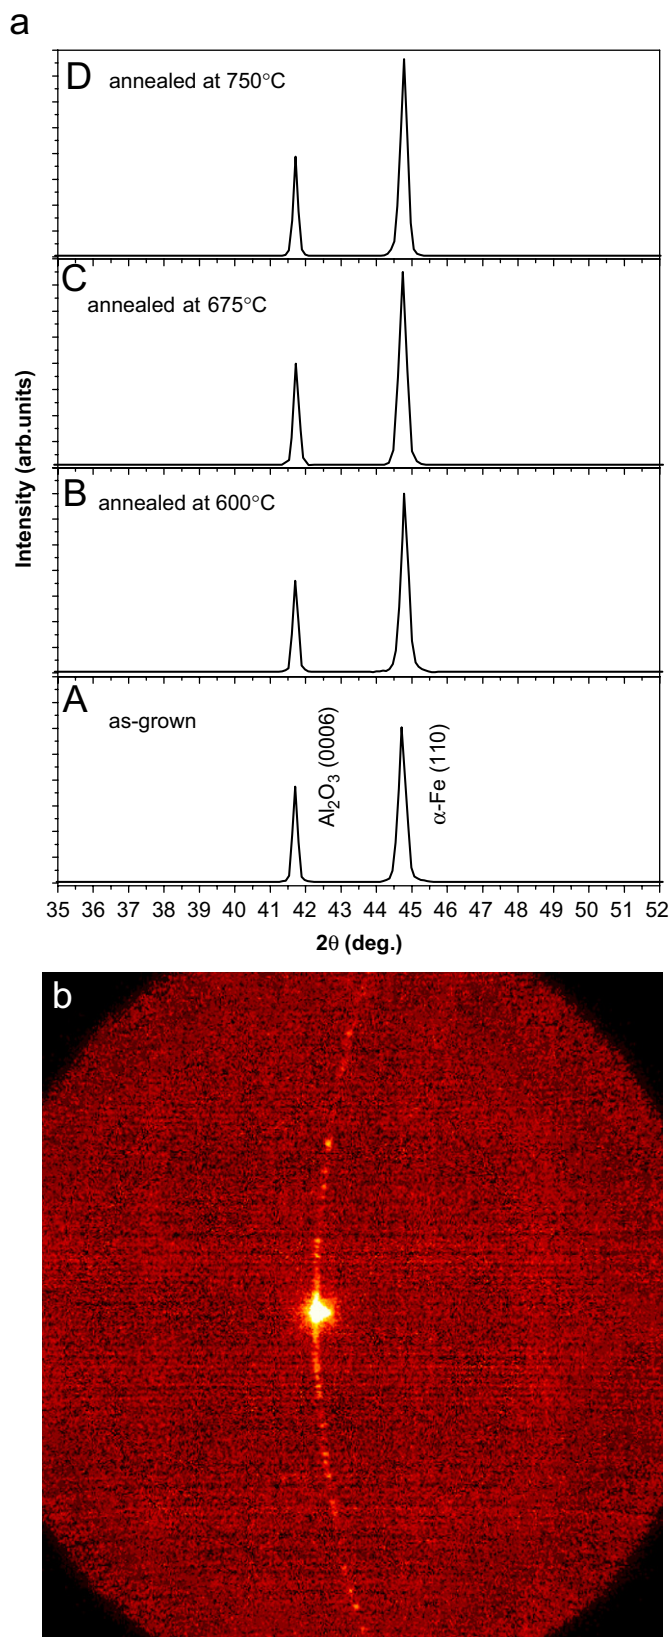 a
D annealed at 750°C
C
annealed at 675°C
B
annealed at 600°C
A
as-grown
Al₂O₃ (0006)
α-Fe (110)
Intensity (arb.units)
35 36 37 38 39 40 41 42 43 44 45 46 47 48 49 50 51 52
2θ (deg.)
b